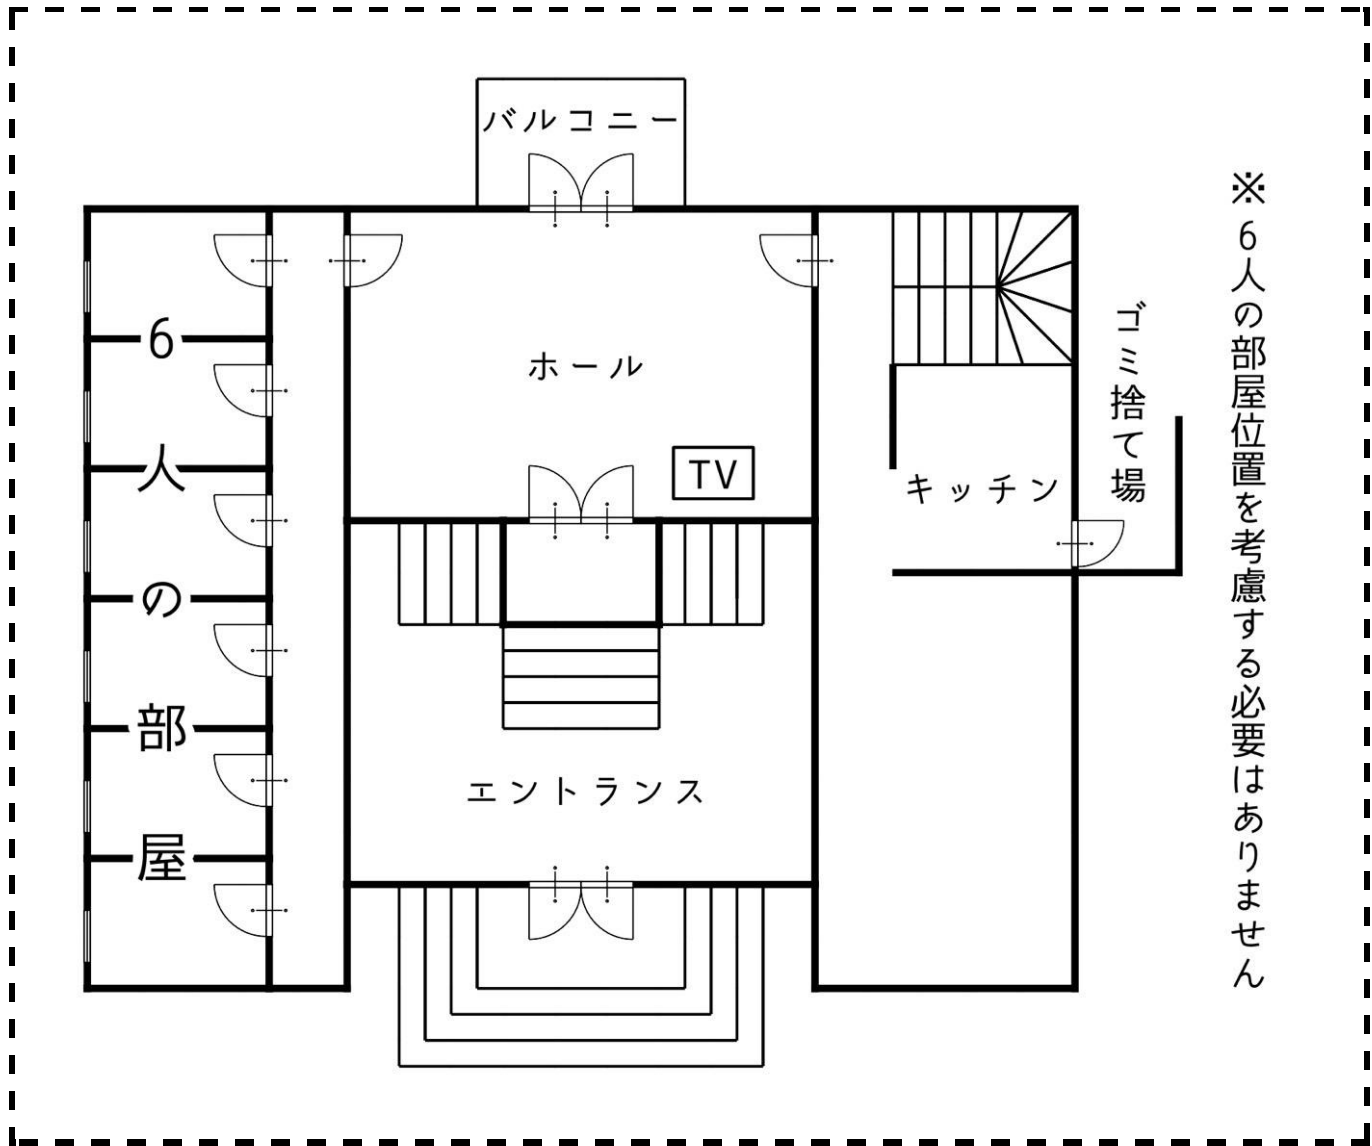 バルコニー
ホール
TV
キッチン
ゴミ捨て場
エントランス
6人の部屋
※6人の部屋位置を考慮する必要はありません